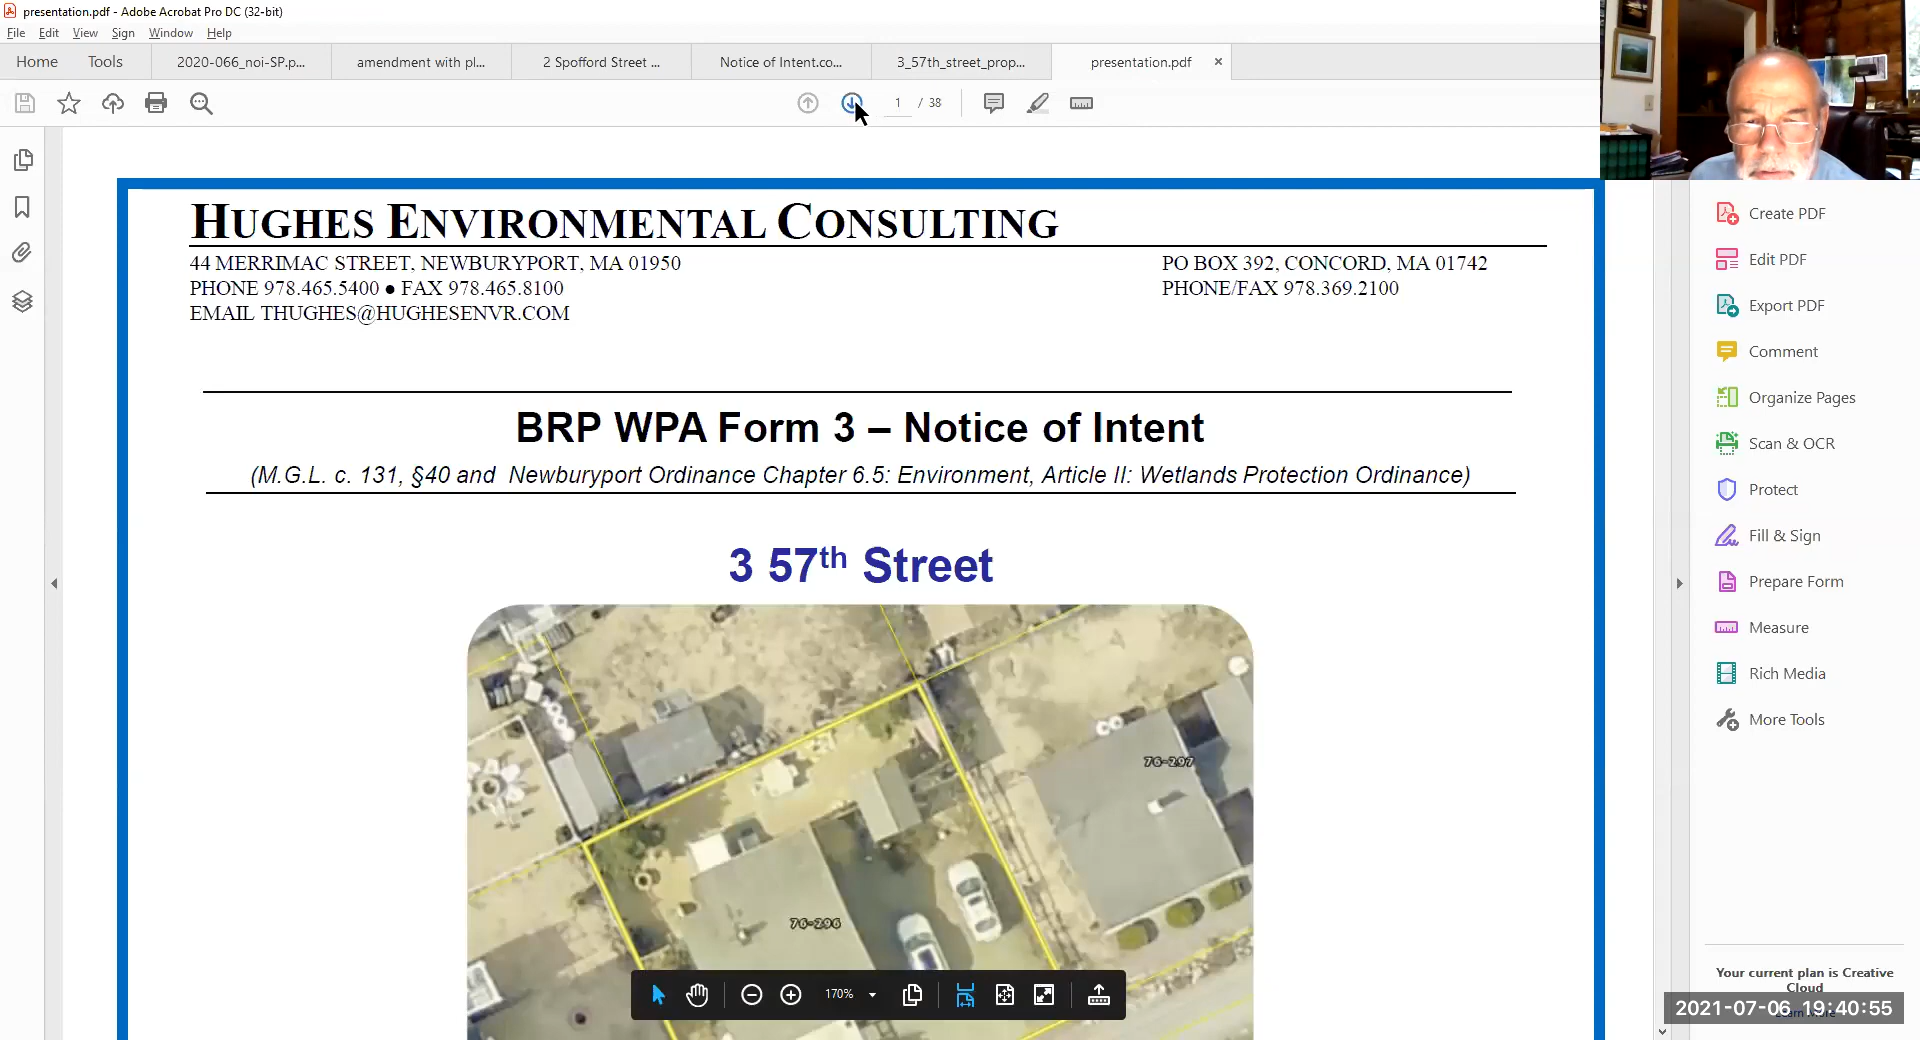 presentation.pdf - Adobe Acrobat Pro DC (32-bit)
File Edit View Sign Window Help
Home Tools 2020-066_noi-SP.p... amendment with pl... 2 Spofford Street ... Notice of Intent.co... 3_57th_street_prop... presentation.pdf ×
1 / 38
HUGHES ENVIRONMENTAL CONSULTING
44 MERRIMAC STREET, NEWBURYPORT, MA 01950
PHONE 978.465.5400 ● FAX 978.465.8100
EMAIL THUGHES@HUGHESENVR.COM
PO BOX 392, CONCORD, MA 01742
PHONE/FAX 978.369.2100
BRP WPA Form 3 – Notice of Intent
(M.G.L. c. 131, §40 and Newburyport Ordinance Chapter 6.5: Environment, Article II: Wetlands Protection Ordinance)
3 57th Street
76-297
76-296
170%
Create PDF
Edit PDF
Export PDF
Comment
Organize Pages
Scan & OCR
Protect
Fill & Sign
Prepare Form
Measure
Rich Media
More Tools
Your current plan is Creative
Cloud
2021-07-06 19:40:55